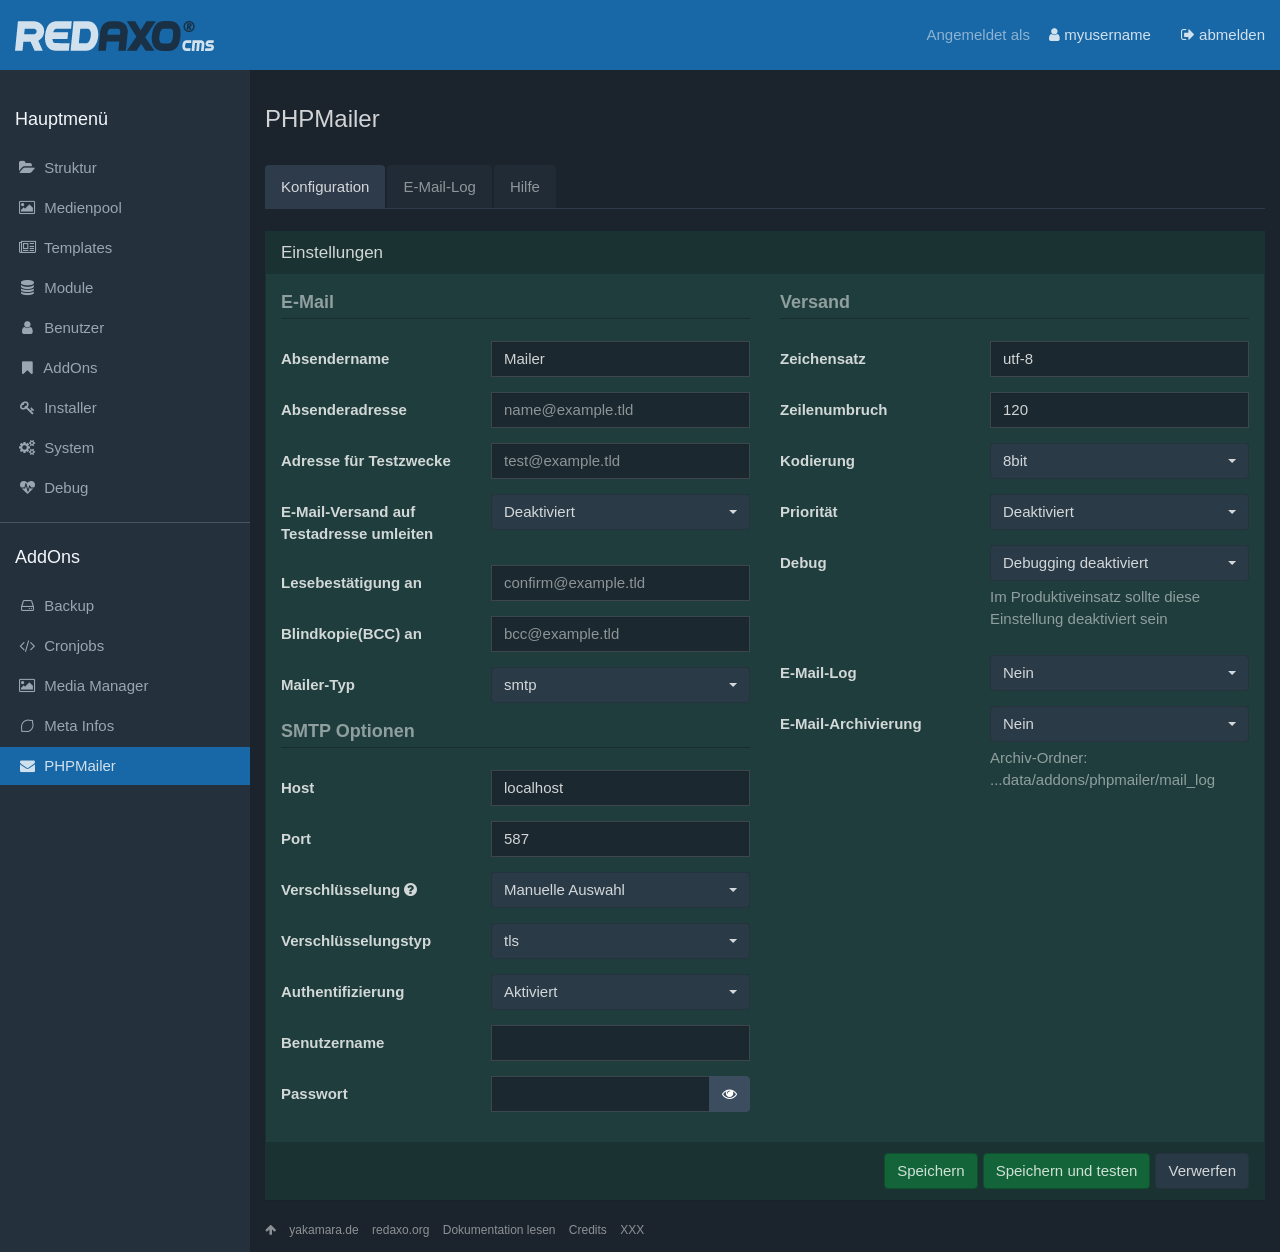 REDAXO® cms
Angemeldet als myusername abmelden
Hauptmenü
Struktur
Medienpool
Templates
Module
Benutzer
AddOns
Installer
System
Debug
AddOns
Backup
Cronjobs
Media Manager
Meta Infos
PHPMailer
PHPMailer
Konfiguration E-Mail-Log Hilfe
Einstellungen
E-Mail
Absendername Mailer
Absenderadresse name@example.tld
Adresse für Testzwecke test@example.tld
E-Mail-Versand auf Deaktiviert
Testadresse umleiten
Lesebestätigung an confirm@example.tld
Blindkopie(BCC) an bcc@example.tld
Mailer-Typ smtp
SMTP Optionen
Host localhost
Port 587
Verschlüsselung Manuelle Auswahl
Verschlüsselungstyp tls
Authentifizierung Aktiviert
Benutzername
Passwort
Versand
Zeichensatz utf-8
Zeilenumbruch 120
Kodierung 8bit
Priorität Deaktiviert
Debug Debugging deaktiviert
Im Produktiveinsatz sollte diese
Einstellung deaktiviert sein
E-Mail-Log Nein
E-Mail-Archivierung Nein
Archiv-Ordner:
...data/addons/phpmailer/mail_log
Speichern Speichern und testen Verwerfen
yakamara.de redaxo.org Dokumentation lesen Credits XXX